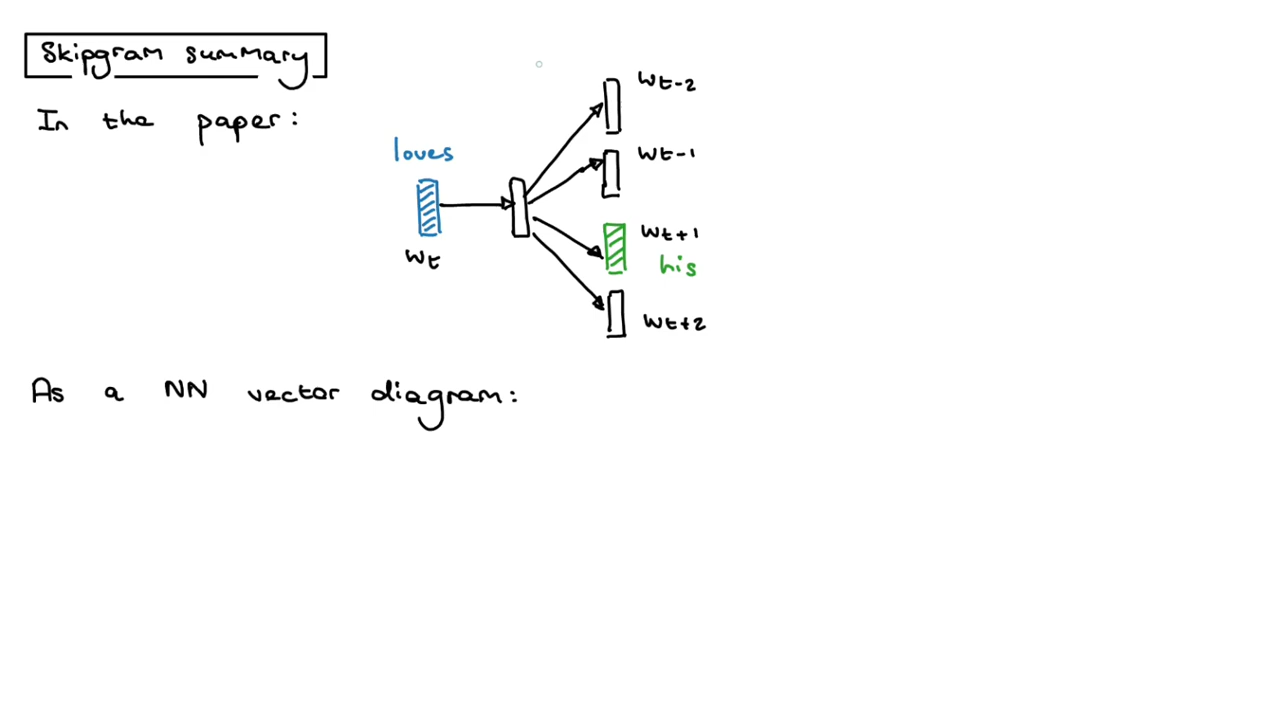 Skipgram summary
In the paper:
loves
wt
wt-2
wt-1
wt+1
his
wt+2
As a NN vector diagram: